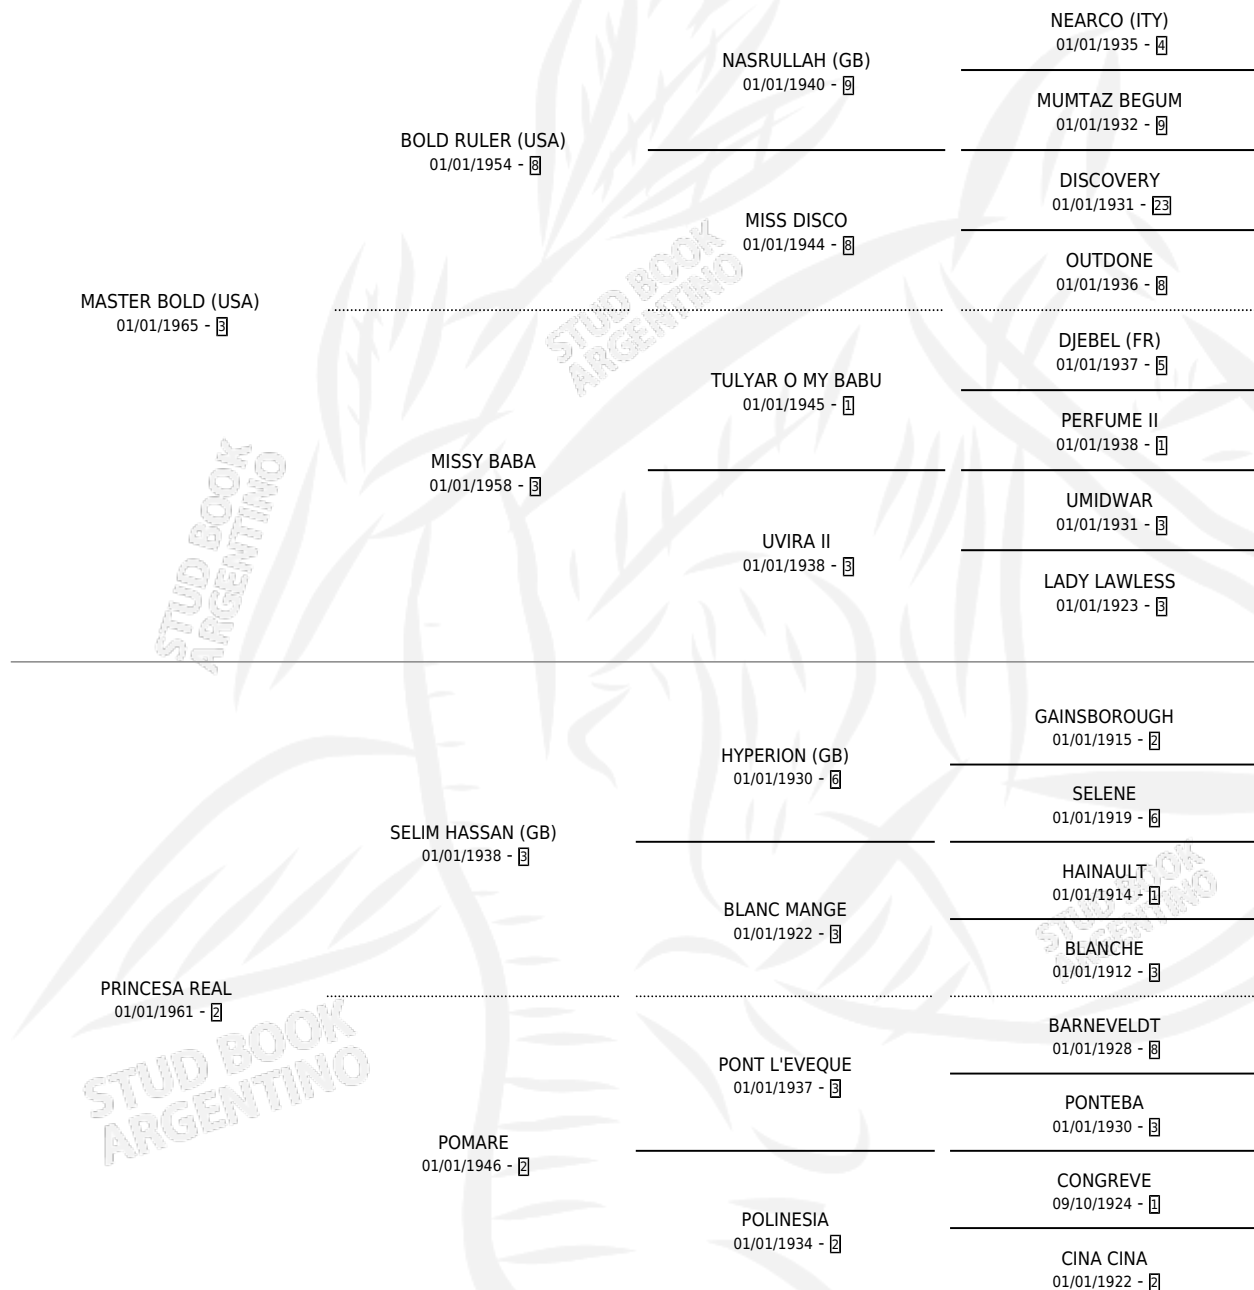 NEARCO (ITY)
01/01/1935 - 4
NASRULLAH (GB)
01/01/1940 - 9
MUMTAZ BEGUM
01/01/1932 - 9
BOLD RULER (USA)
01/01/1954 - 8
DISCOVERY
01/01/1931 - 23
MISS DISCO
01/01/1944 - 8
OUTDONE
01/01/1936 - 8
STUD BOOK
ARGENTINO
MASTER BOLD (USA)
01/01/1965 - 3
DJEBEL (FR)
01/01/1937 - 5
TULYAR O MY BABU
01/01/1945 - 1
PERFUME II
01/01/1938 - 1
MISSY BABA
01/01/1958 - 3
UMIDWAR
01/01/1931 - 3
UVIRA II
01/01/1938 - 3
LADY LAWLESS
01/01/1923 - 3
STUD BOOK
ARGENTINO
GAINSBOROUGH
01/01/1915 - 2
HYPERION (GB)
01/01/1930 - 6
SELENE
01/01/1919 - 6
SELIM HASSAN (GB)
01/01/1938 - 3
HAINAULT
01/01/1914 - 1
BLANC MANGE
01/01/1922 - 3
BLANCHE
01/01/1912 - 3
STUD BOOK
ARGENTINO
PRINCESA REAL
01/01/1961 - 2
BARNEVELDT
01/01/1928 - 8
PONT L'EVEQUE
01/01/1937 - 3
PONTEBA
01/01/1930 - 3
STUD BOOK
ARGENTINO
POMARE
01/01/1946 - 2
CONGREVE
09/10/1924 - 1
POLINESIA
01/01/1934 - 2
CINA CINA
01/01/1922 - 2